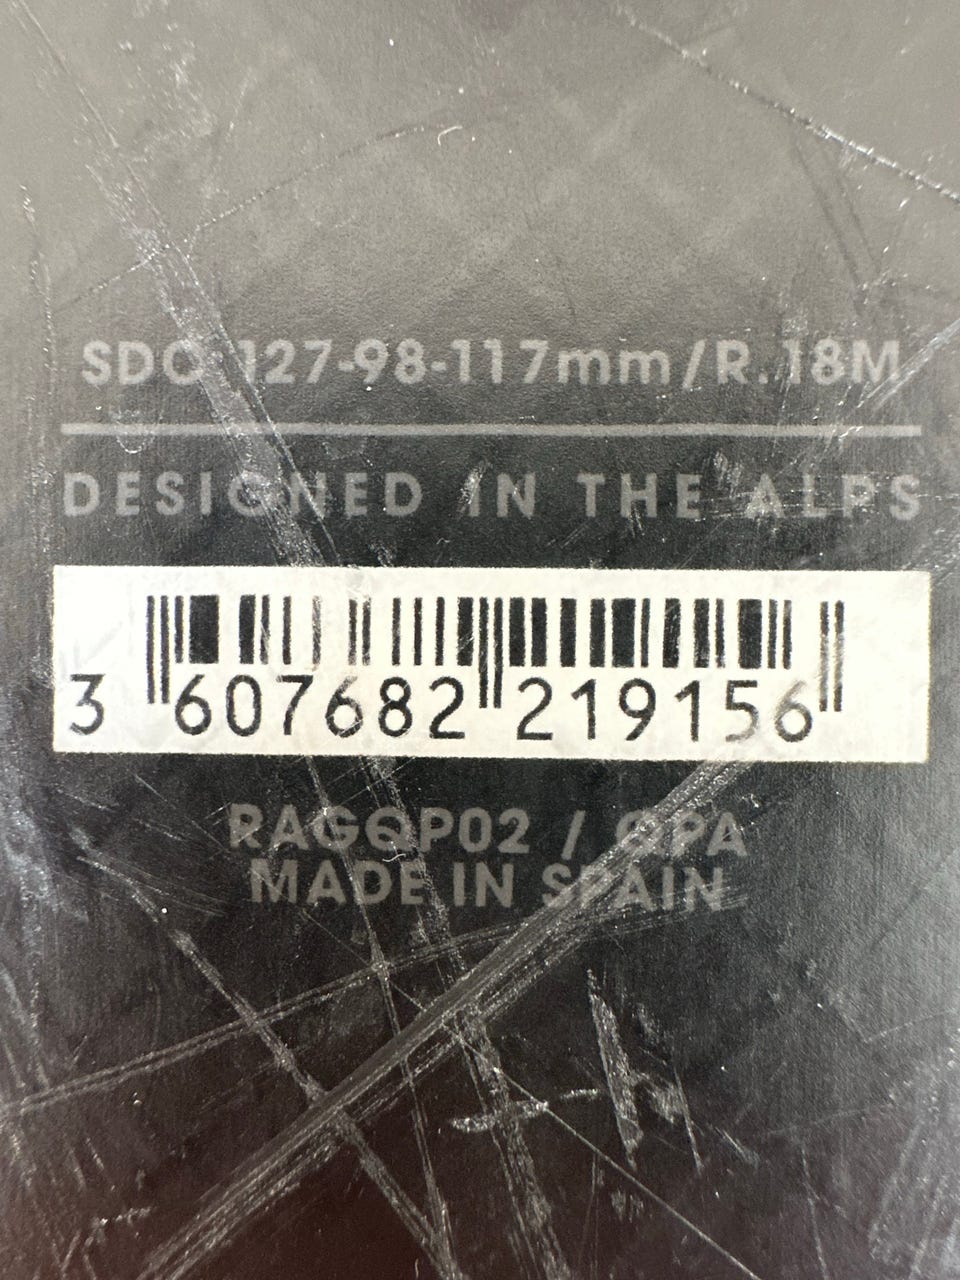 SDC: 127-98-117mm/R.18M
DESIGNED IN THE ALPS
3 607682 219156
RAGQP02 / QPA
MADE IN SPAIN